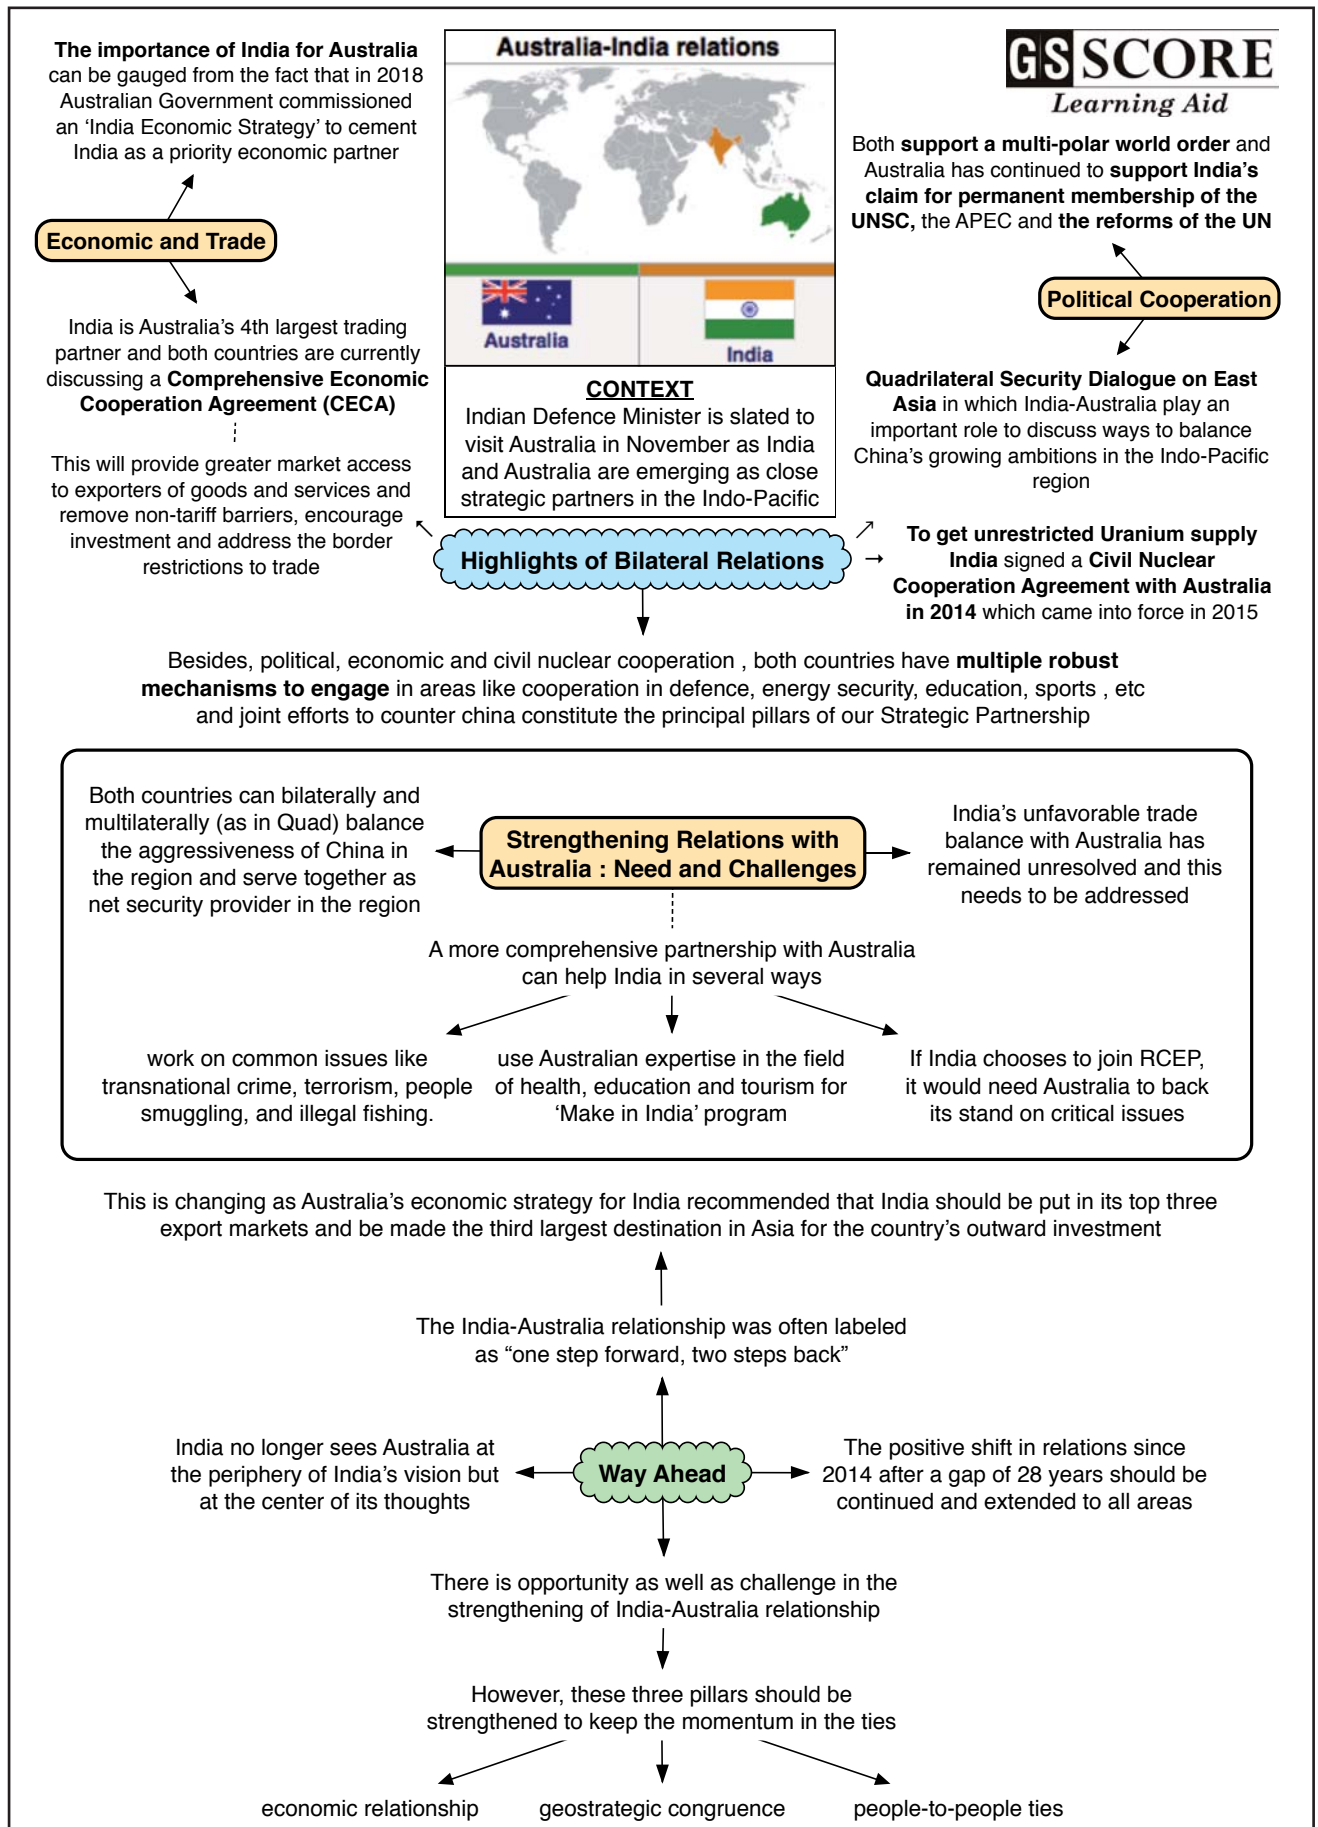 The importance of India for Australia
can be gauged from the fact that in 2018
Australian Government commissioned
an ‘India Economic Strategy’ to cement
India as a priority economic partner
Economic and Trade
India is Australia’s 4th largest trading
partner and both countries are currently
discussing a Comprehensive Economic
Cooperation Agreement (CECA)
This will provide greater market access
to exporters of goods and services and
remove non-tariff barriers, encourage
investment and address the border
restrictions to trade
Australia-India relations
Australia
India
CONTEXT
Indian Defence Minister is slated to
visit Australia in November as India
and Australia are emerging as close
strategic partners in the Indo-Pacific
GS SCORE
Learning Aid
Both support a multi-polar world order and
Australia has continued to support India’s
claim for permanent membership of the
UNSC, the APEC and the reforms of the UN
Political Cooperation
Quadrilateral Security Dialogue on East
Asia in which India-Australia play an
important role to discuss ways to balance
China’s growing ambitions in the Indo-Pacific
region
Highlights of Bilateral Relations
To get unrestricted Uranium supply
India signed a Civil Nuclear
Cooperation Agreement with Australia
in 2014 which came into force in 2015
Besides, political, economic and civil nuclear cooperation , both countries have multiple robust
mechanisms to engage in areas like cooperation in defence, energy security, education, sports , etc
and joint efforts to counter china constitute the principal pillars of our Strategic Partnership
Both countries can bilaterally and
multilaterally (as in Quad) balance
the aggressiveness of China in
the region and serve together as
net security provider in the region
Strengthening Relations with
Australia : Need and Challenges
India’s unfavorable trade
balance with Australia has
remained unresolved and this
needs to be addressed
A more comprehensive partnership with Australia
can help India in several ways
work on common issues like
transnational crime, terrorism, people
smuggling, and illegal fishing.
use Australian expertise in the field
of health, education and tourism for
‘Make in India’ program
If India chooses to join RCEP,
it would need Australia to back
its stand on critical issues
This is changing as Australia’s economic strategy for India recommended that India should be put in its top three
export markets and be made the third largest destination in Asia for the country’s outward investment
The India-Australia relationship was often labeled
as “one step forward, two steps back”
India no longer sees Australia at
the periphery of India’s vision but
at the center of its thoughts
Way Ahead
The positive shift in relations since
2014 after a gap of 28 years should be
continued and extended to all areas
There is opportunity as well as challenge in the
strengthening of India-Australia relationship
However, these three pillars should be
strengthened to keep the momentum in the ties
economic relationship
geostrategic congruence
people-to-people ties